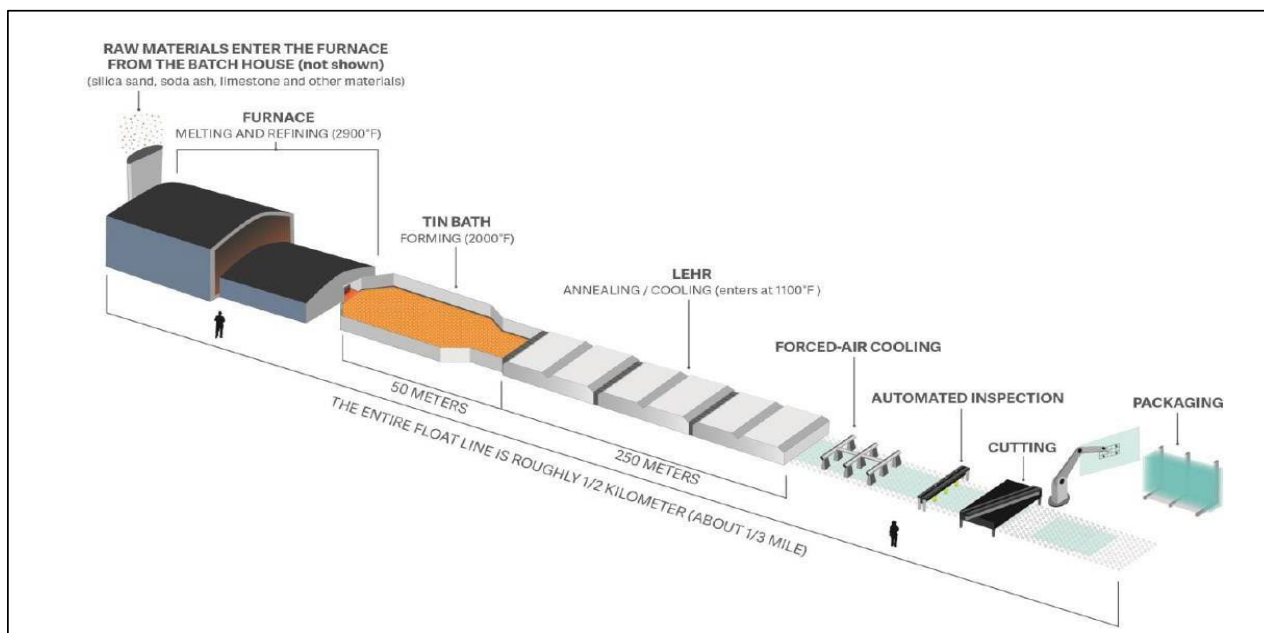 RAW MATERIALS ENTER THE FURNACE
FROM THE BATCH HOUSE (not shown)
(silica sand, soda ash, limestone and other materials)
FURNACE
MELTING AND REFINING (2900°F)
TIN BATH
FORMING (2000°F)
LEHR
ANNEALING / COOLING (enters at 1100°F )
FORCED-AIR COOLING
AUTOMATED INSPECTION
CUTTING
PACKAGING
50 METERS
250 METERS
THE ENTIRE FLOAT LINE IS ROUGHLY 1/2 KILOMETER (ABOUT 1/3 MILE)